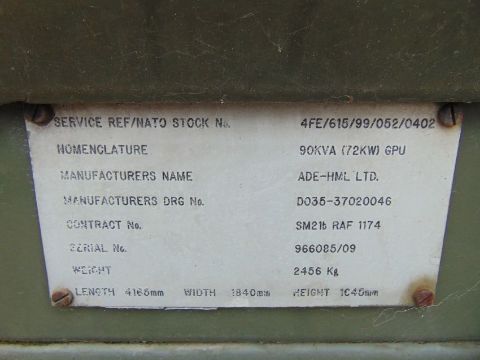 SERVICE REF/NATO STOCK No. 4FE/615/99/052/0402
NOMENCLATURE 90KVA (72KW) GPU
MANUFACTURERS NAME ADE-HML LTD.
MANUFACTURERS DRG No. D035-37020046
CONTRACT No. SM21b RAF 1174
SERIAL No. 966085/09
WEIGHT 2456 Kg
LENGTH 4165mm WIDTH 1840mm HEIGHT 1645mm